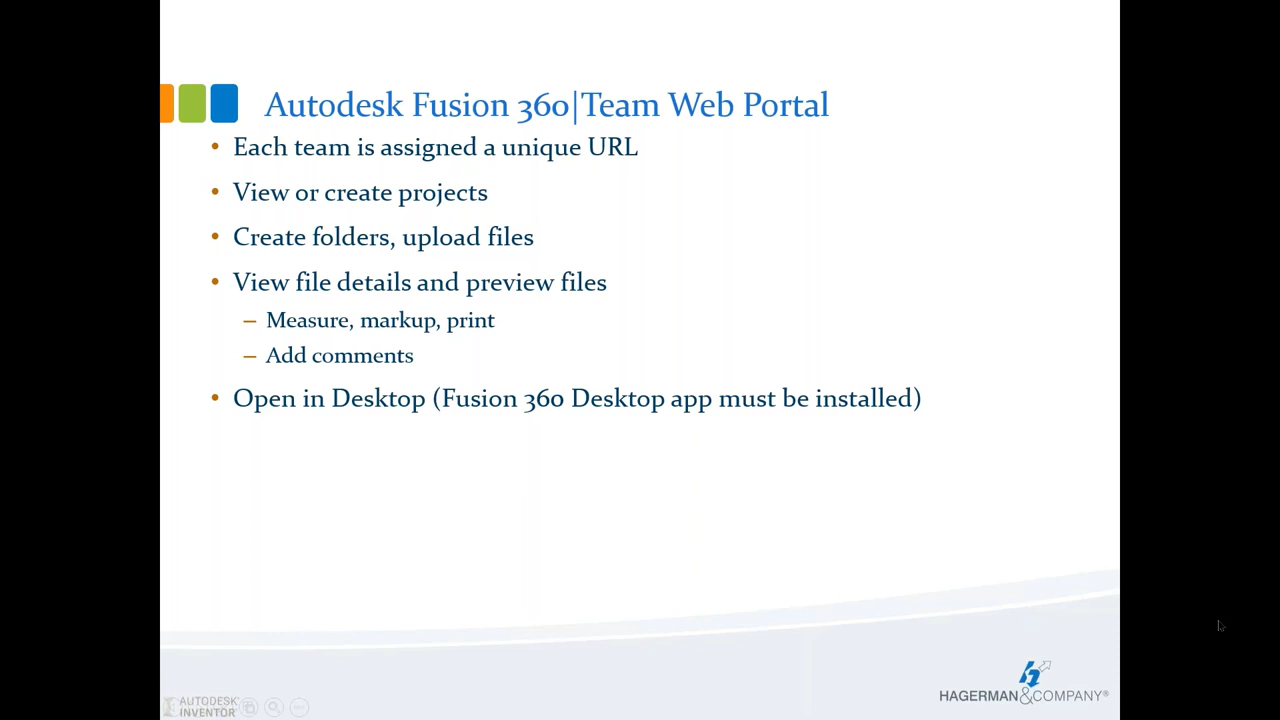 Autodesk Fusion 360|Team Web Portal
• Each team is assigned a unique URL
• View or create projects
• Create folders, upload files
• View file details and preview files
– Measure, markup, print
– Add comments
• Open in Desktop (Fusion 360 Desktop app must be installed)
HAGERMAN&COMPANY®
AUTODESK
INVENTOR